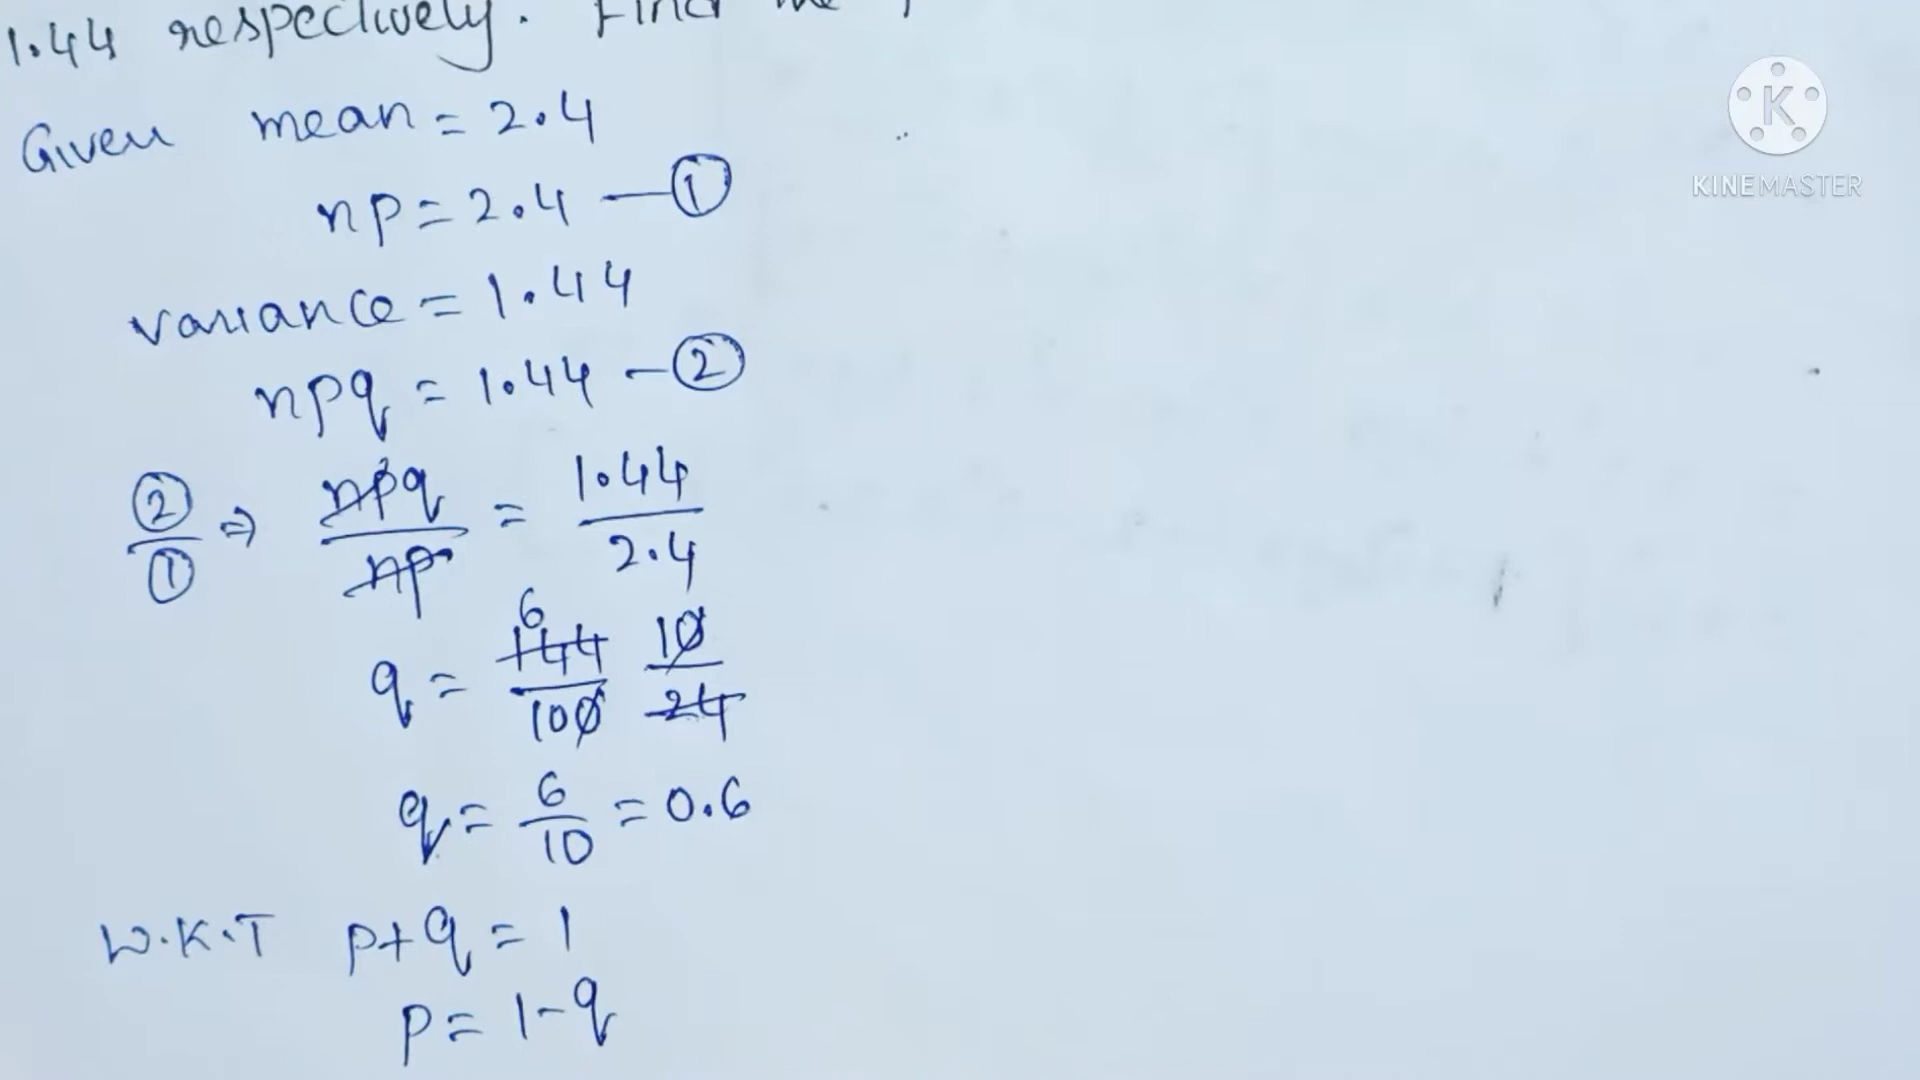 1.44 respectively. Find the
Given mean = 2.4
np = 2.4 — ①
variance = 1.44
npq = 1.44 — ②
②/① ⇒ npq/np = 1.44/2.4
q = 144/100 10/24 6
q = 6/10 = 0.6
W.K.T p+q = 1
p = 1-q
K
KINEMASTER